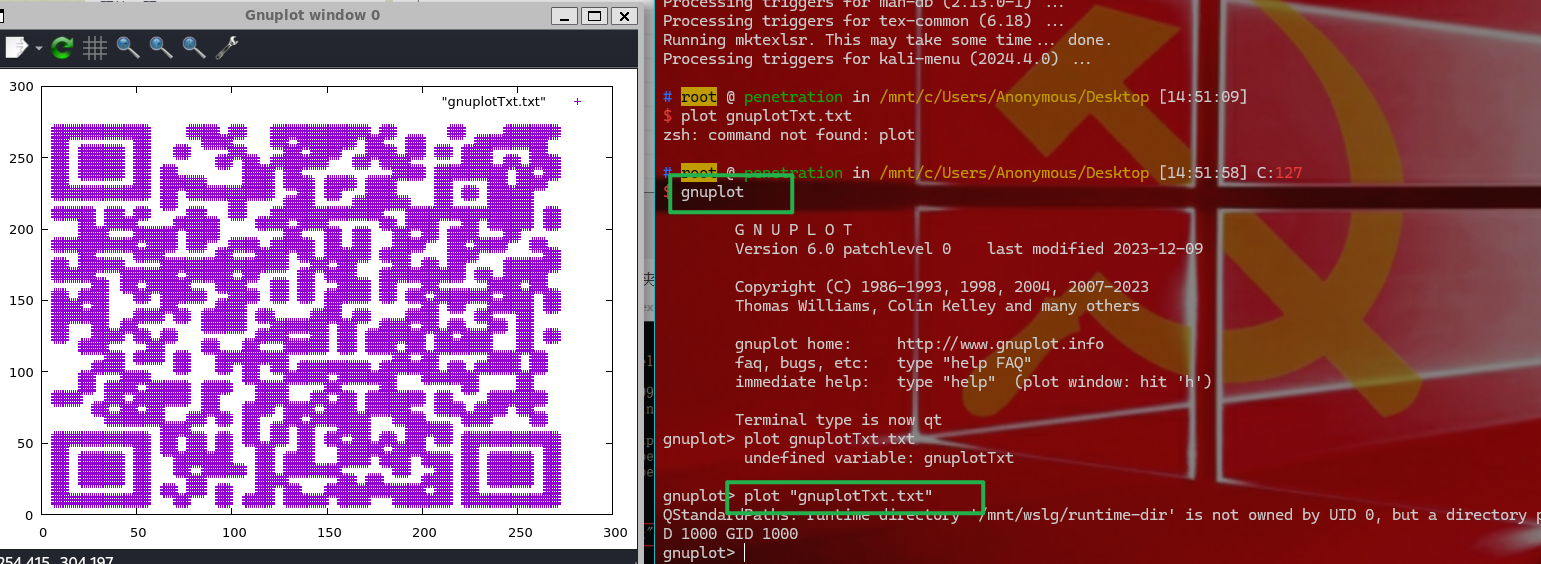 Gnuplot window 0
300
250
200
150
100
50
0
"gnuplotTxt.txt" +
0
50
100
150
200
250
300
254.415, 304.197
Processing triggers for man-db (2.13.0-1) ...
Processing triggers for tex-common (6.18) ...
Running mktexlsr. This may take some time... done.
Processing triggers for kali-menu (2024.4.0) ...
# root @ penetration in /mnt/c/Users/Anonymous/Desktop [14:51:09]
$ plot gnuplotTxt.txt
zsh: command not found: plot
# root @ penetration in /mnt/c/Users/Anonymous/Desktop [14:51:58] C:127
$ gnuplot
G N U P L O T
Version 6.0 patchlevel 0    last modified 2023-12-09
Copyright (C) 1986-1993, 1998, 2004, 2007-2023
Thomas Williams, Colin Kelley and many others
gnuplot home:     http://www.gnuplot.info
faq, bugs, etc:   type "help FAQ"
immediate help:   type "help"  (plot window: hit 'h')
Terminal type is now qt
gnuplot> plot gnuplotTxt.txt
undefined variable: gnuplotTxt
gnuplot> plot "gnuplotTxt.txt"
QStandardPaths: runtime directory '/mnt/wslg/runtime-dir' is not owned by UID 0, but a directory p
D 1000 GID 1000
gnuplot>